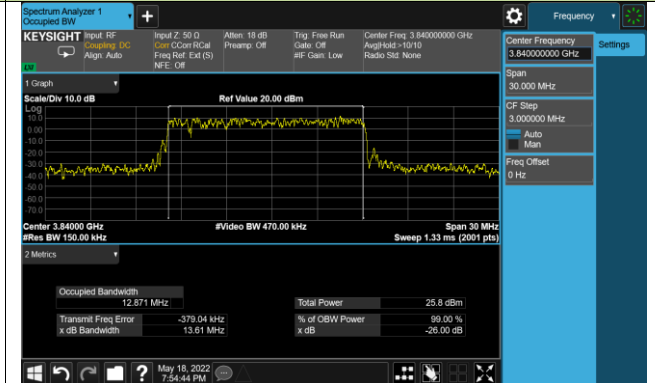 Spectrum Analyzer 1
Occupied BW
Frequency
KEYSIGHT
Input: RF
Coupling: DC
Align: Auto
Input Z: 50 Ω
Corr CCorr RCal
Freq Ref: Ext (S)
NFE: Off
Atten: 18 dB
Preamp: Off
Trig: Free Run
Gate: Off
#IF Gain: Low
Center Freq: 3.840000000 GHz
Avg|Hold:>10/10
Radio Std: None
Center Frequency
3.840000000 GHz
Settings
Span
30.000 MHz
CF Step
3.000000 MHz
Auto
Man
Freq Offset
0 Hz
1 Graph
Scale/Div 10.0 dB
Ref Value 20.00 dBm
Log
10.0
0.00
-10.0
-20.0
-30.0
-40.0
-50.0
-60.0
-70.0
Center 3.84000 GHz
#Video BW 470.00 kHz
Span 30 MHz
#Res BW 150.00 kHz
Sweep 1.33 ms (2001 pts)
2 Metrics
Occupied Bandwidth
12.871 MHz
Total Power
25.8 dBm
Transmit Freq Error
-379.04 kHz
% of OBW Power
99.00 %
x dB Bandwidth
13.61 MHz
x dB
-26.00 dB
May 18, 2022
7:54:44 PM